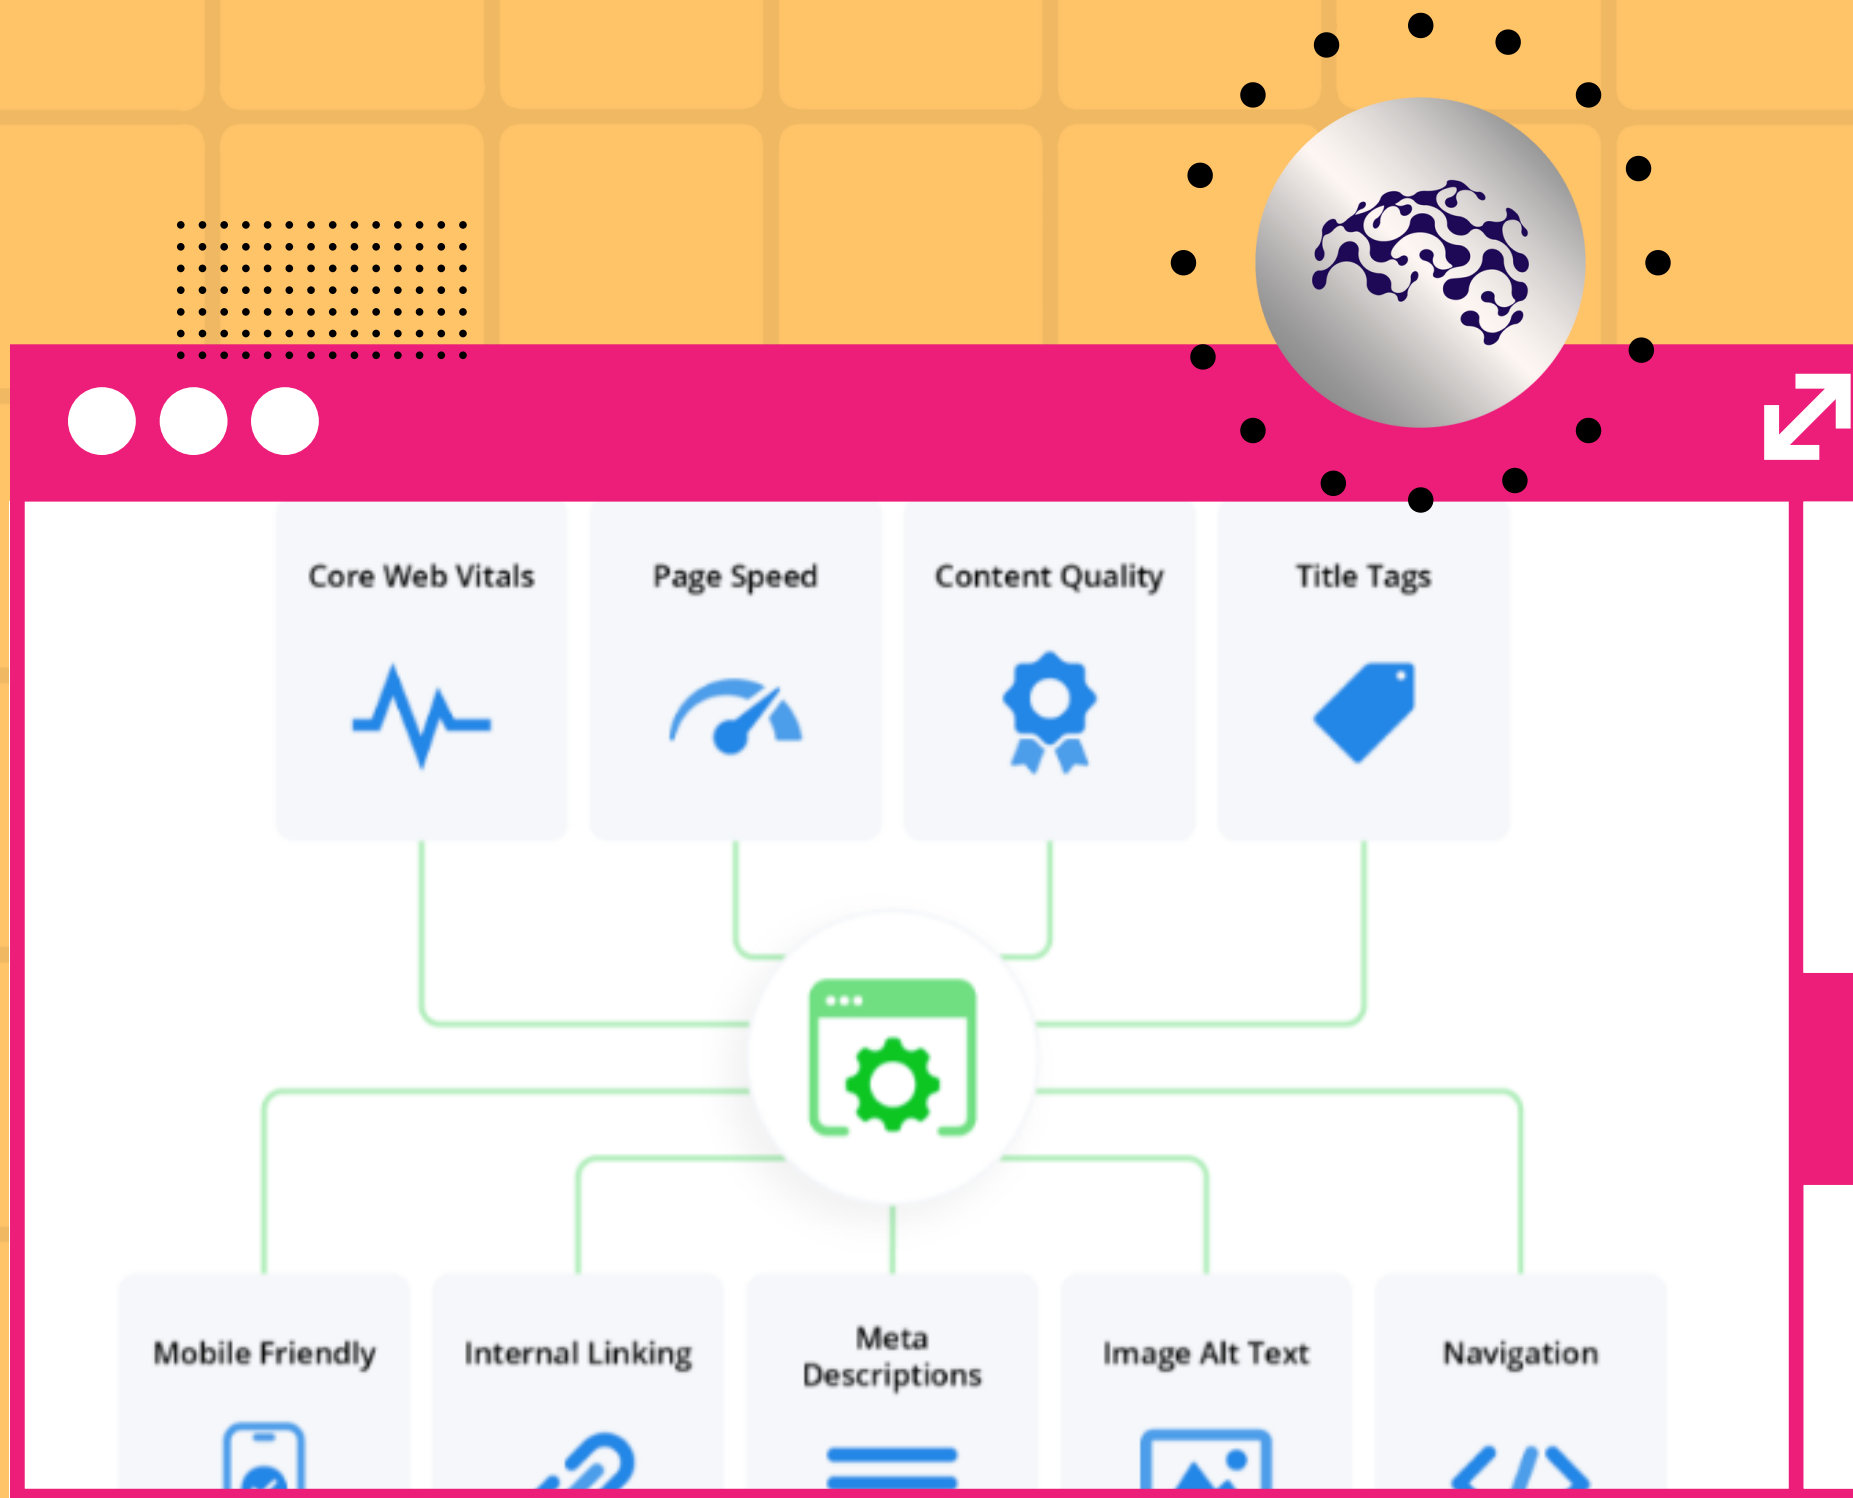 Core Web Vitals
Page Speed
Content Quality
Title Tags
Mobile Friendly
Internal Linking
Meta
Descriptions
Image Alt Text
Navigation